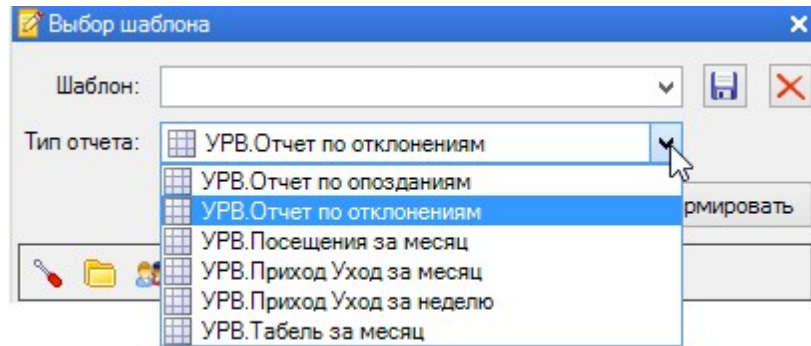 Выбор шаблона
Шаблон:
Тип отчета: УРВ.Отчет по отклонениям
УРВ.Отчет по опозданиям
УРВ.Отчет по отклонениям
рмировать
УРВ.Посещения за месяц
УРВ.Приход Уход за месяц
УРВ.Приход Уход за неделю
УРВ.Табель за месяц